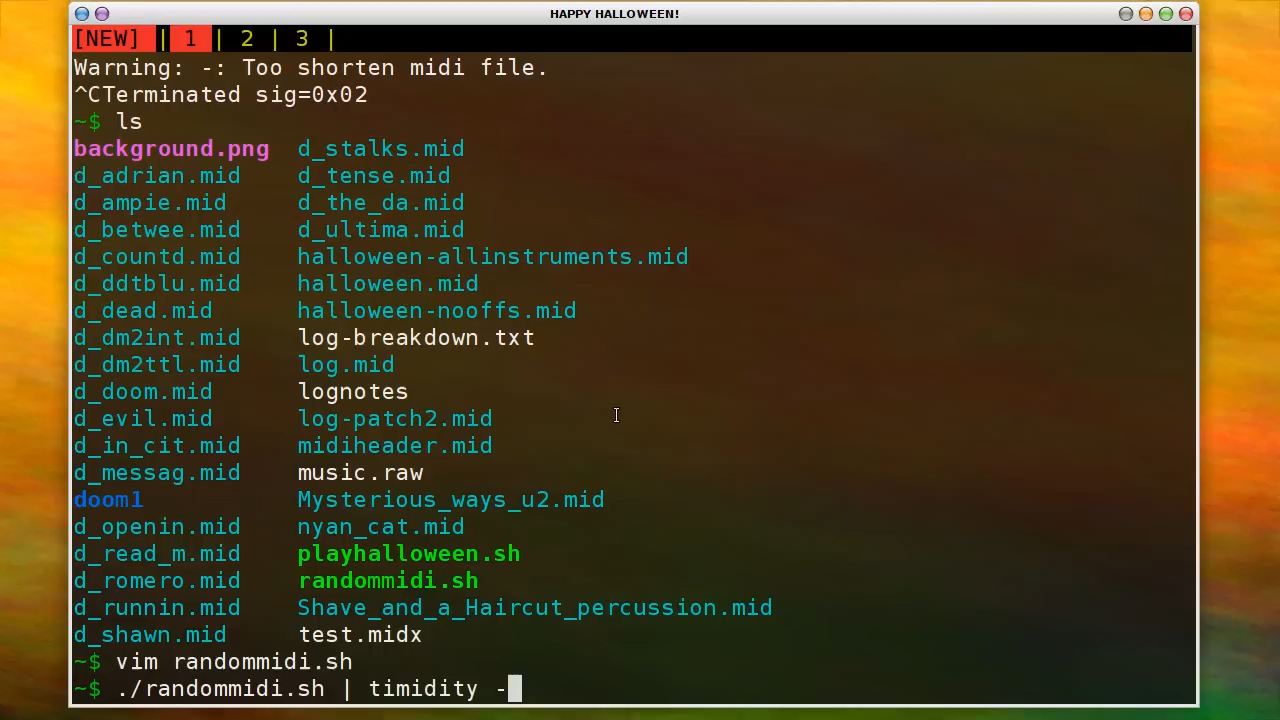 HAPPY HALLOWEEN!
[NEW] | 1 | 2 | 3 |
Warning: -: Too shorten midi file.
^CTerminated sig=0x02
~$ ls
background.png d_stalks.mid
d_adrian.mid d_tense.mid
d_ampie.mid d_the_da.mid
d_betwee.mid d_ultima.mid
d_countd.mid halloween-allinstruments.mid
d_ddtblu.mid halloween.mid
d_dead.mid halloween-nooffs.mid
d_dm2int.mid log-breakdown.txt
d_dm2ttl.mid log.mid
d_doom.mid lognotes
d_evil.mid log-patch2.mid
d_in_cit.mid midiheader.mid
d_messag.mid music.raw
doom1 Mysterious_ways_u2.mid
d_openin.mid nyan_cat.mid
d_read_m.mid playhalloween.sh
d_romero.mid randommidi.sh
d_runnin.mid Shave_and_a_Haircut_percussion.mid
d_shawn.mid test.midx
~$ vim randommidi.sh
~$ ./randommidi.sh | timidity -